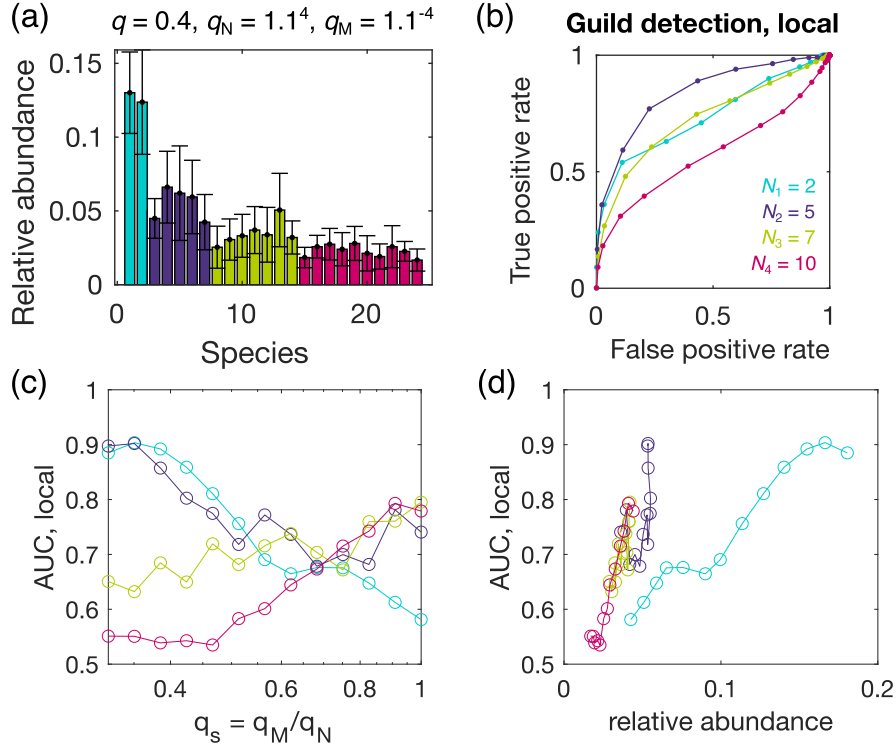 (a)
q = 0.4, q_N = 1.1^4, q_M = 1.1^-4
Relative abundance
0.15
0.1
0.05
0
0 10 20
Species
(b)
Guild detection, local
True positive rate
1
0.5
0
N_1 = 2
N_2 = 5
N_3 = 7
N_4 = 10
0 0.5 1
False positive rate
(c)
AUC, local
1
0.9
0.8
0.7
0.6
0.5
0.4 0.6 0.8 1
q_s = q_M/q_N
(d)
AUC, local
1
0.9
0.8
0.7
0.6
0.5
0 0.1 0.2
relative abundance